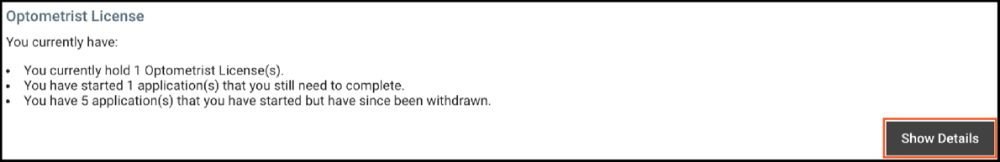 Optometrist License
You currently have:
• You currently hold 1 Optometrist License(s).
• You have started 1 application(s) that you still need to complete.
• You have 5 application(s) that you have started but have since been withdrawn.
Show Details